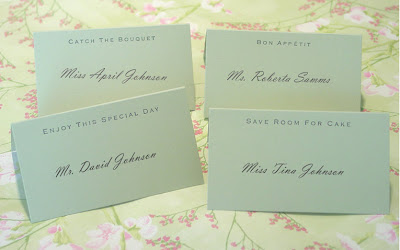 CATCH THE BOUQUET
Miss April Johnson
BON APPÉTIT
Ms. Roberta Samms
ENJOY THIS SPECIAL DAY
Mr. David Johnson
SAVE ROOM FOR CAKE
Miss Tina Johnson